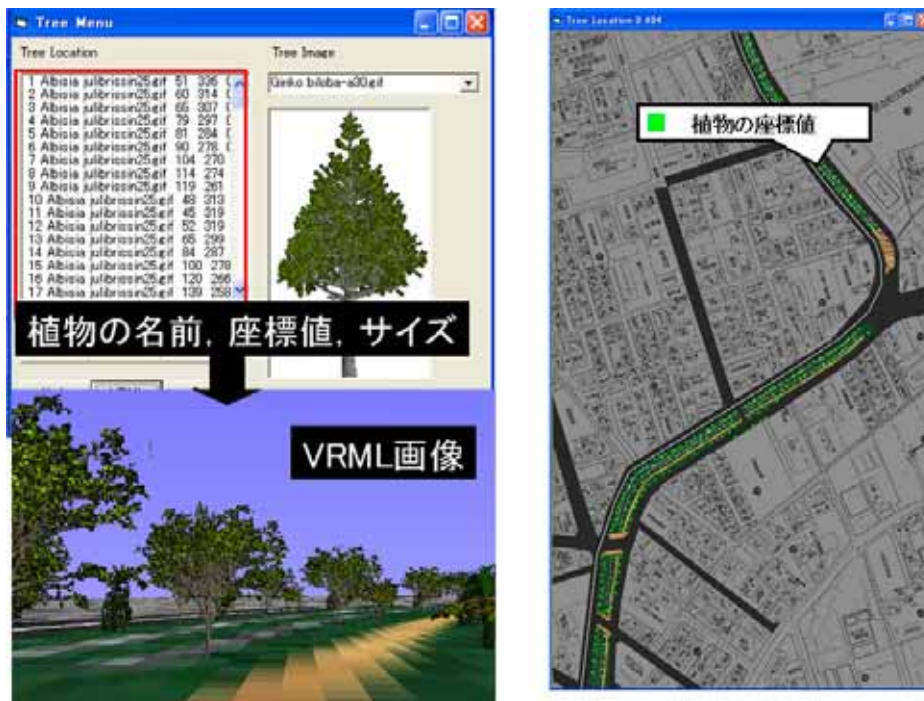 Tree Menu
Tree Location
Tree Image
Ginko biloba-a30.gif
1 Albisia julibrissin25.gif 51 336
2 Albisia julibrissin25.gif 60 314
3 Albisia julibrissin25.gif 65 307
4 Albisia julibrissin25.gif 79 297
5 Albisia julibrissin25.gif 81 284
6 Albisia julibrissin25.gif 90 278
7 Albisia julibrissin25.gif 104 270
8 Albisia julibrissin25.gif 114 274
9 Albisia julibrissin25.gif 119 261
10 Albisia julibrissin25.gif 48 313
11 Albisia julibrissin25.gif 45 319
12 Albisia julibrissin25.gif 52 319
13 Albisia julibrissin25.gif 65 299
14 Albisia julibrissin25.gif 84 287
15 Albisia julibrissin25.gif 100 278
16 Albisia julibrissin25.gif 120 266
17 Albisia julibrissin25.gif 139 258
植物の名前, 座標値, サイズ
VRML画像
Tree Location
植物の座標値